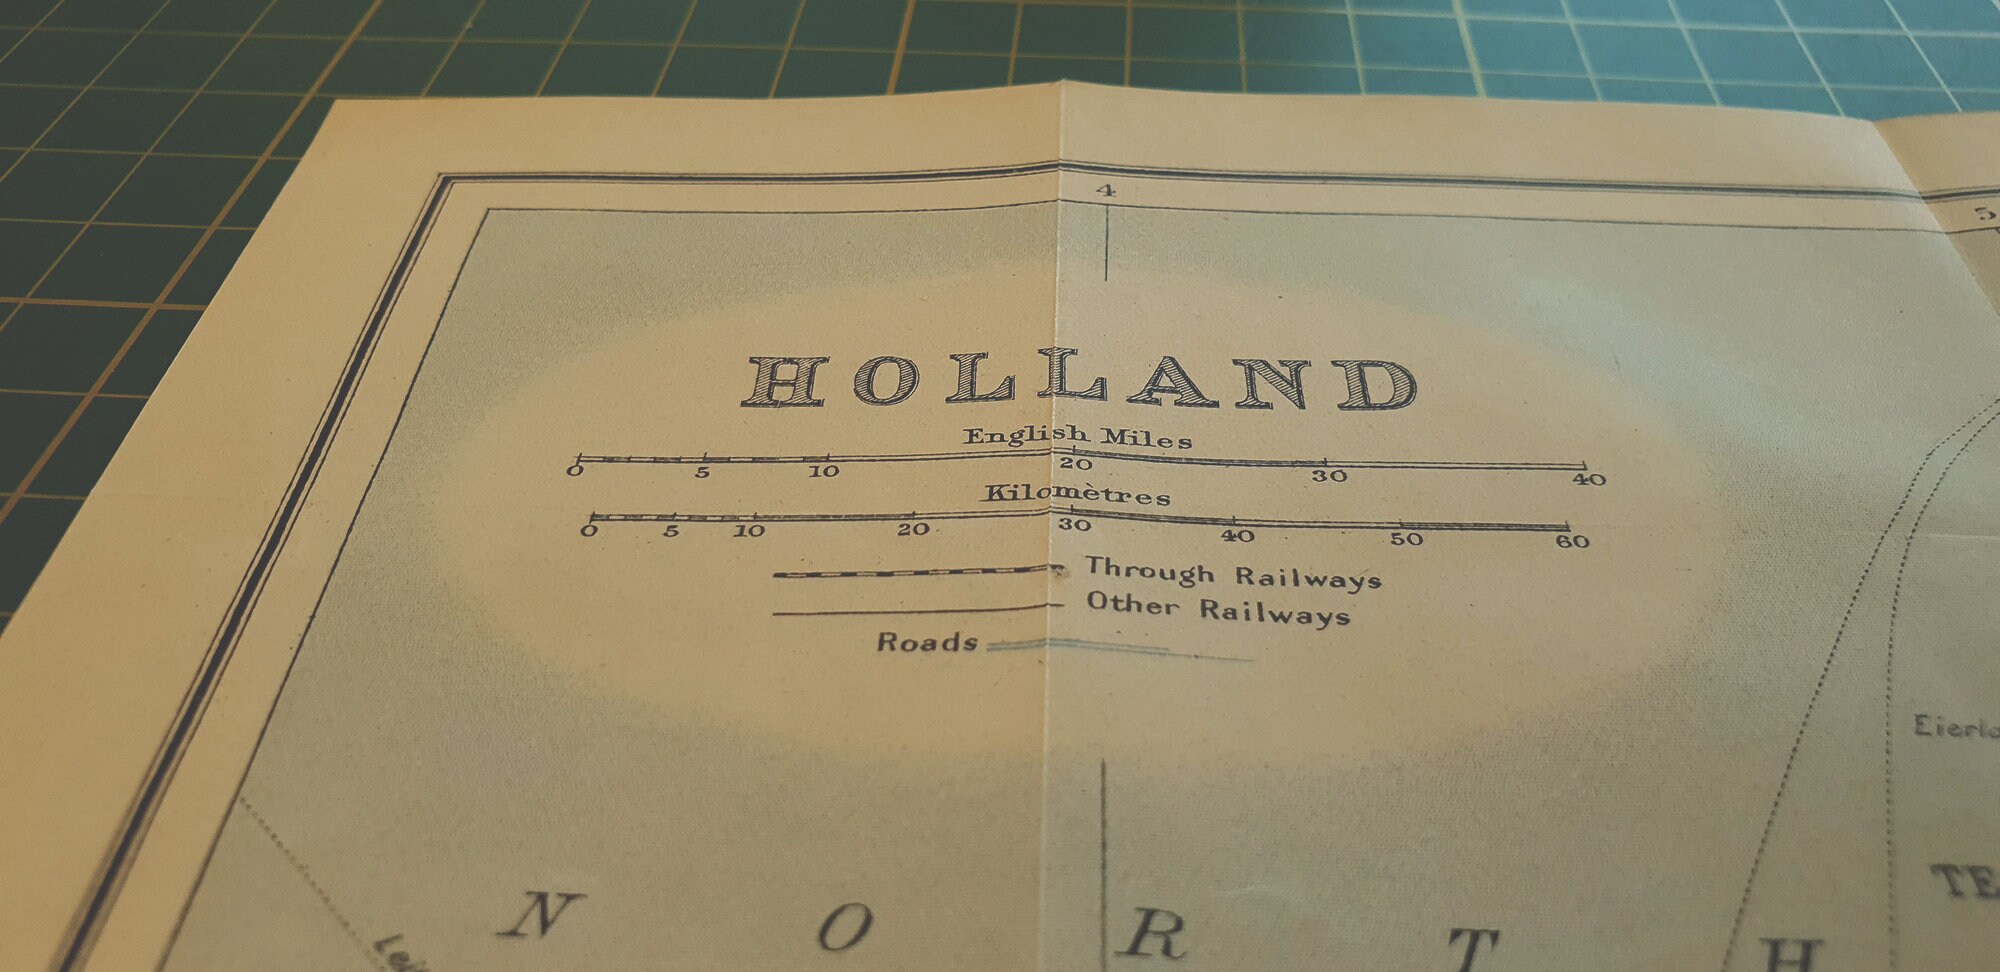 4
5
HOLLAND
English Miles
0 5 10 20 30 40
Kilomètres
0 5 10 20 30 40 50 60
Through Railways
Other Railways
Roads
NORTH